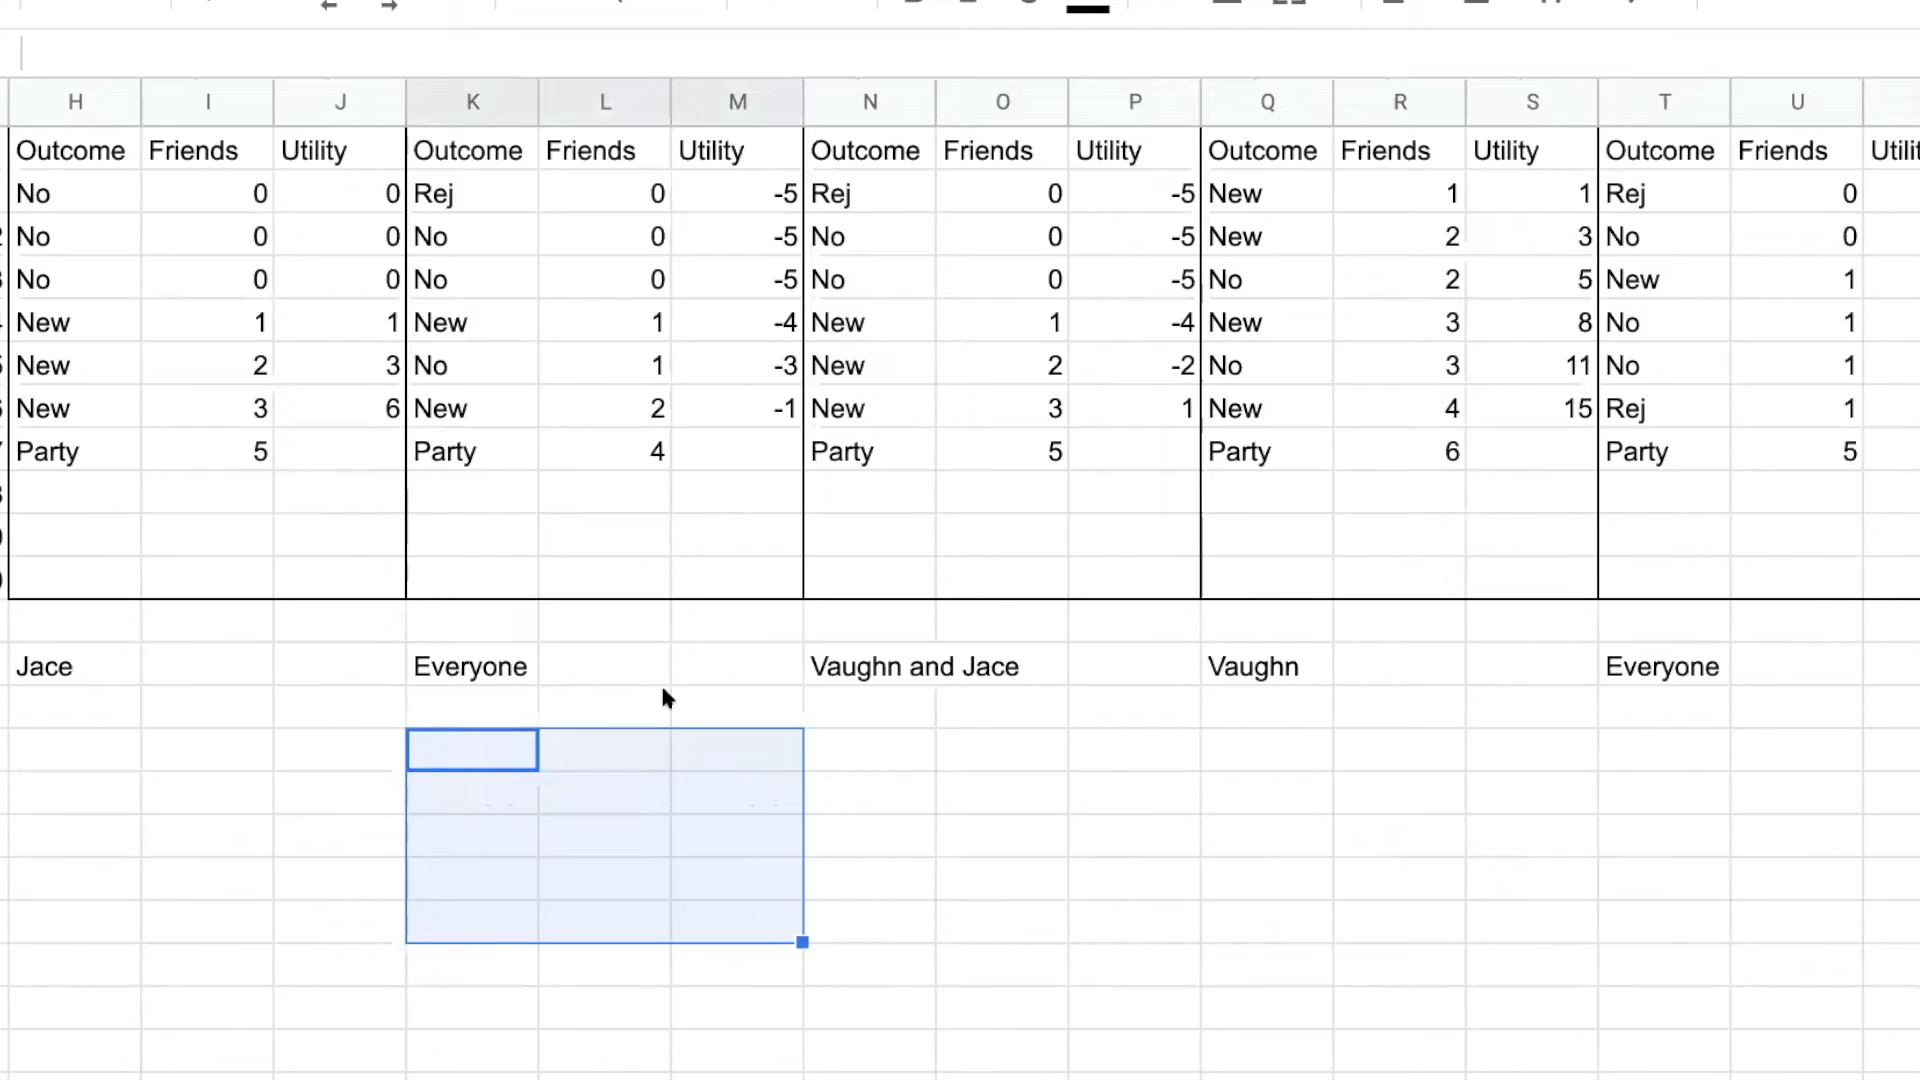 H I J K L M N O P Q R S T U
Outcome Friends Utility Outcome Friends Utility Outcome Friends Utility Outcome Friends Utility Outcome Friends
No 0 0 Rej 0 -5 Rej 0 -5 New 1 1 Rej 0
No 0 0 No 0 -5 No 0 -5 New 2 3 No 0
No 0 0 No 0 -5 No 0 -5 No 2 5 New 1
New 1 1 New 1 -4 New 1 -4 New 3 8 No 1
New 2 3 No 1 -3 New 2 -2 No 3 11 No 1
New 3 6 New 2 -1 New 3 1 New 4 15 Rej 1
Party 5 Party 4 Party 5 Party 6 Party 5
Jace Everyone Vaughn and Jace Vaughn Everyone